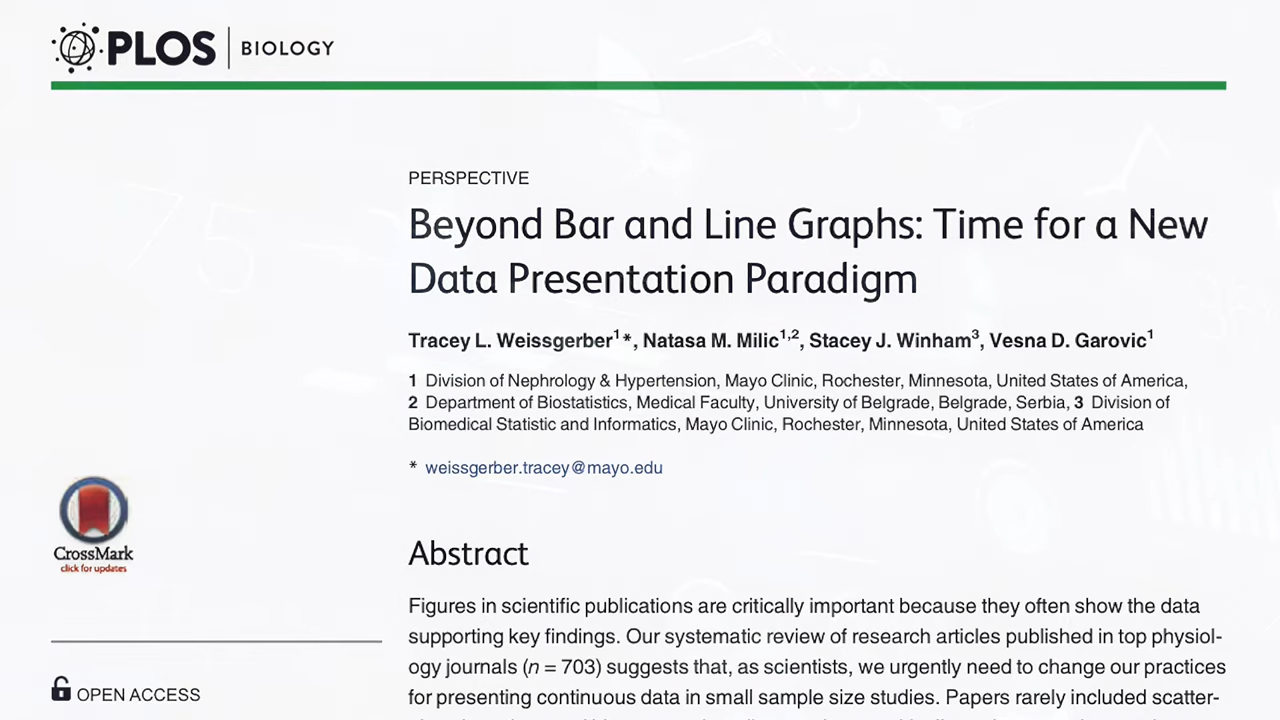 PLOS | BIOLOGY
PERSPECTIVE
Beyond Bar and Line Graphs: Time for a New
Data Presentation Paradigm
Tracey L. Weissgerber1*, Natasa M. Milic1,2, Stacey J. Winham3, Vesna D. Garovic1
1 Division of Nephrology & Hypertension, Mayo Clinic, Rochester, Minnesota, United States of America,
2 Department of Biostatistics, Medical Faculty, University of Belgrade, Belgrade, Serbia, 3 Division of
Biomedical Statistic and Informatics, Mayo Clinic, Rochester, Minnesota, United States of America
* weissgerber.tracey@mayo.edu
CrossMark
click for updates
Abstract
Figures in scientific publications are critically important because they often show the data
supporting key findings. Our systematic review of research articles published in top physiol-
ogy journals (n = 703) suggests that, as scientists, we urgently need to change our practices
for presenting continuous data in small sample size studies. Papers rarely included scatter-
OPEN ACCESS
75